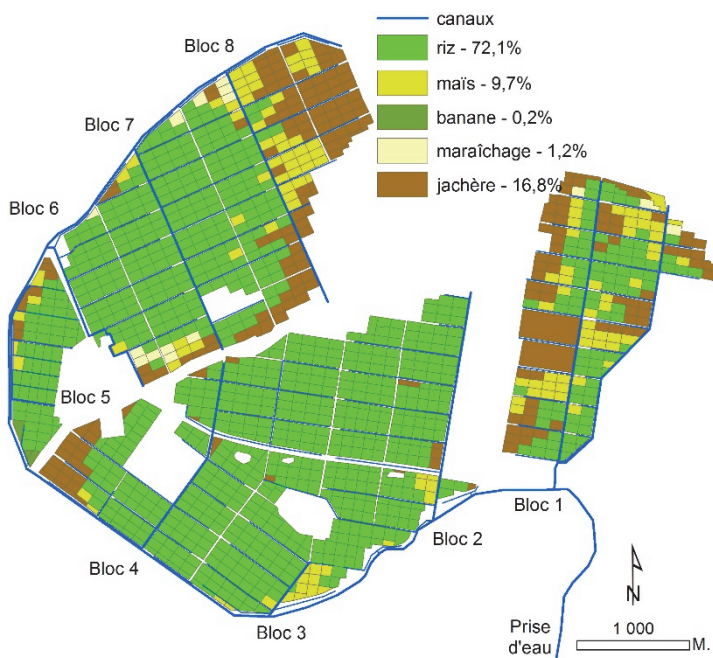 canaux
riz - 72,1%
maïs - 9,7%
banane - 0,2%
maraîchage - 1,2%
jachère - 16,8%
Bloc 8
Bloc 7
Bloc 6
Bloc 5
Bloc 4
Bloc 3
Bloc 2
Bloc 1
Prise
d'eau
N
1 000
M.